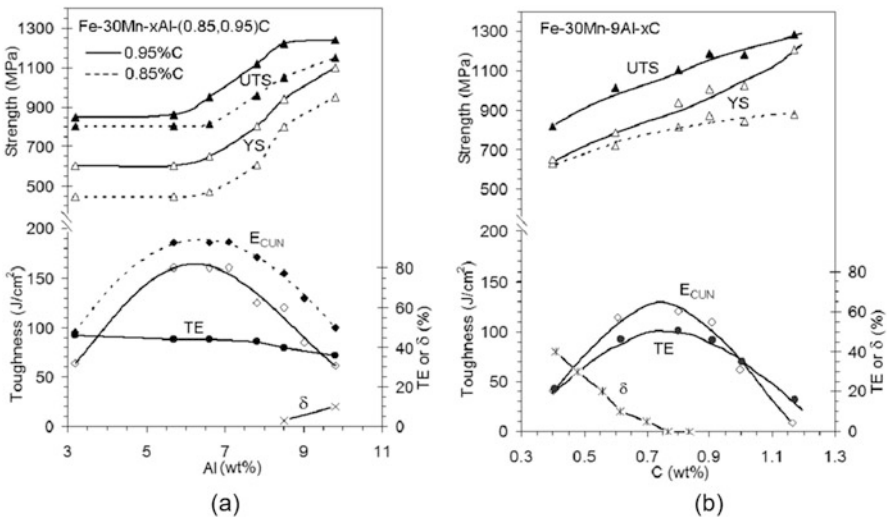 Fe-30Mn-xAl-(0.85,0.95)C
0.95%C
0.85%C
UTS
YS
Strength (MPa)
1300
1100
900
700
500
E_CUN
TE
δ
Toughness (J/cm²)
200
150
100
50
0
TE or δ (%)
80
60
40
20
0
3
5
7
9
11
Al(wt%)
(a)
Fe-30Mn-9Al-xC
UTS
YS
Strength (MPa)
1300
1100
900
700
500
E_CUN
TE
δ
Toughness (J/cm²)
200
150
100
50
0
TE or δ (%)
80
60
40
20
0
0.3
0.5
0.7
0.9
1.1
1.3
C (wt%)
(b)